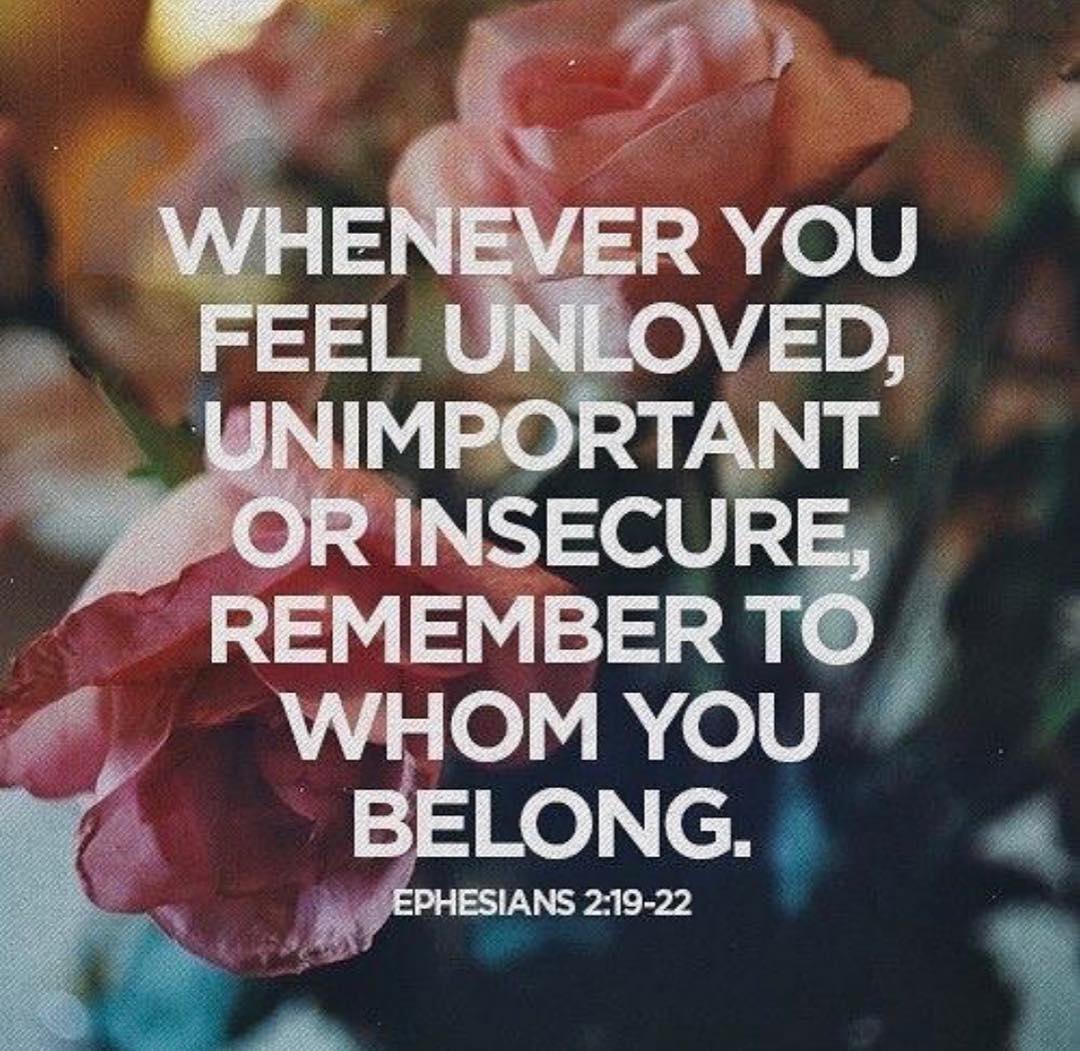 WHENEVER YOU
FEEL UNLOVED,
UNIMPORTANT
OR INSECURE,
REMEMBER TO
WHOM YOU
BELONG.
EPHESIANS 2:19-22